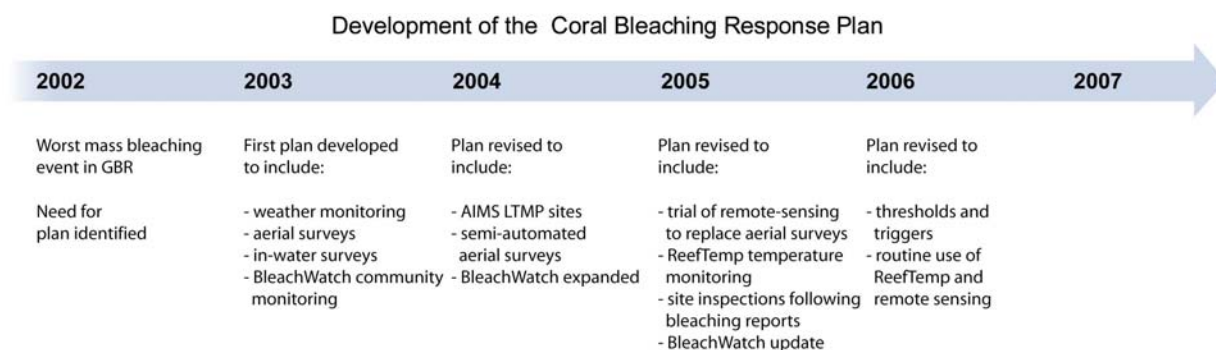 Development of the Coral Bleaching Response Plan
2002 2003 2004 2005 2006 2007
Worst mass bleaching
event in GBR
Need for
plan identified
First plan developed
to include:
- weather monitoring
- aerial surveys
- in-water surveys
- BleachWatch community
monitoring
Plan revised to
include:
- AIMS LTMP sites
- semi-automated
aerial surveys
- BleachWatch expanded
Plan revised to
include:
- trial of remote-sensing
to replace aerial surveys
- ReefTemp temperature
monitoring
- site inspections following
bleaching reports
- BleachWatch update
Plan revised to
include:
- thresholds and
triggers
- routine use of
ReefTemp and
remote sensing